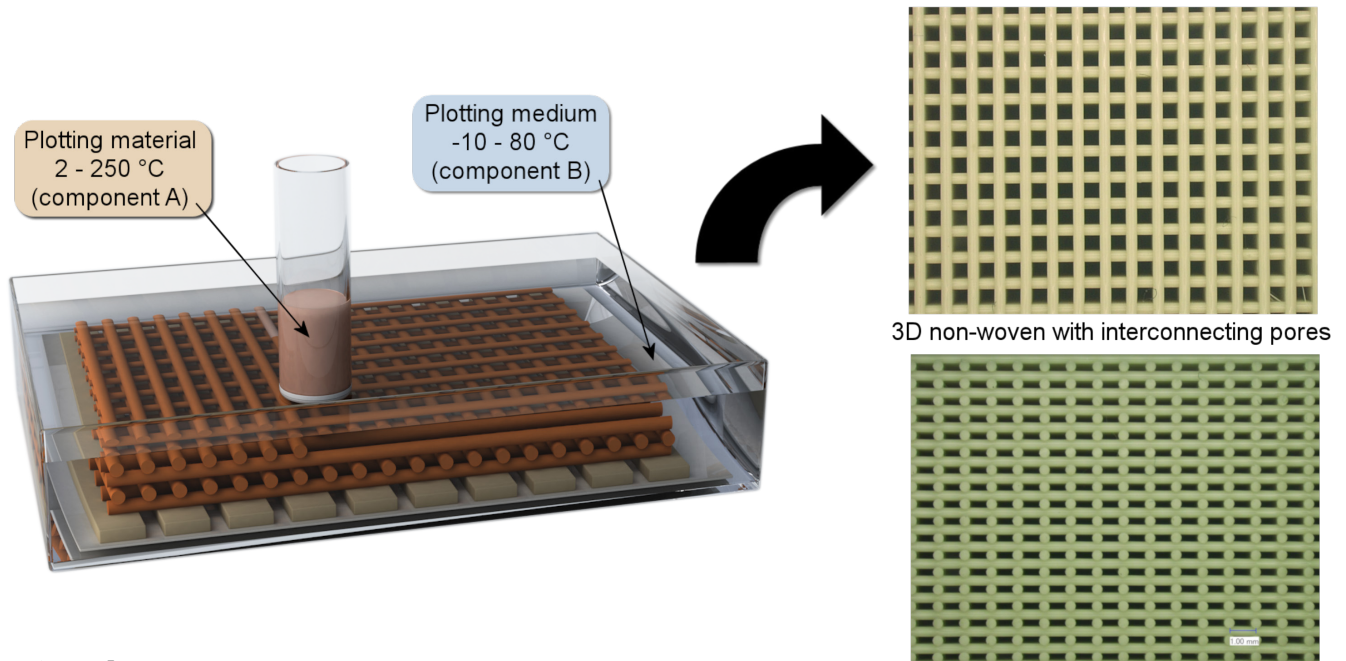 Plotting material
2 - 250 °C
(component A)
Plotting medium
-10 - 80 °C
(component B)
3D non-woven with interconnecting pores
1.00 mm